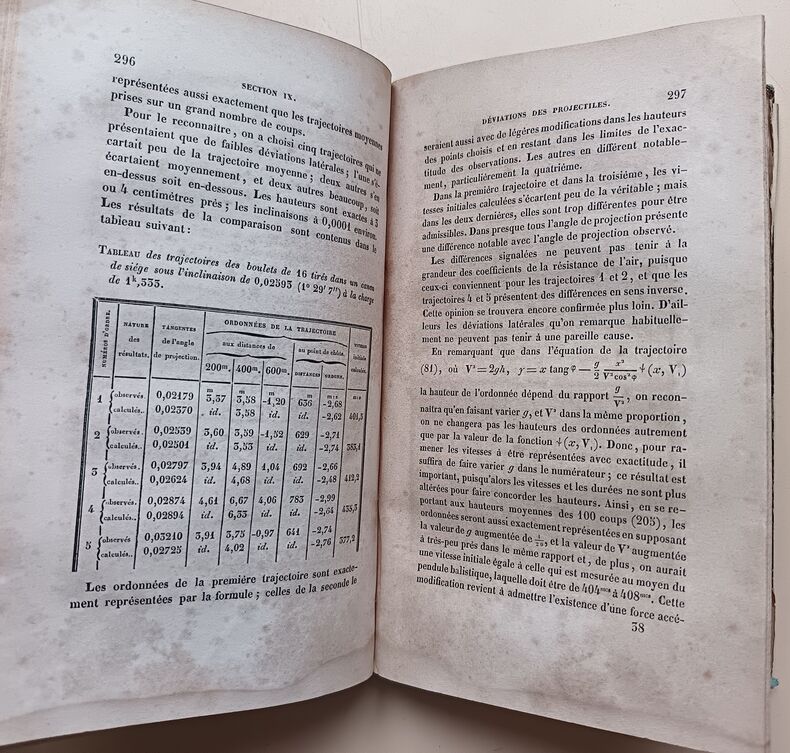 296
SECTION IX.
représentées aussi exactement que les trajectoires moyennes
prises sur un grand nombre de coups.
Pour le reconnaître, on a choisi cinq trajectoires qui ne
présentaient que de faibles déviations latérales ; l'une s'é-
cartait peu de la trajectoire moyenne ; deux autres s'en
écartaient moyennement, et deux autres beaucoup, soit
en-dessus soit en-dessous. Les hauteurs sont exactes à 3
ou 4 centimètres près ; les inclinaisons à 0,0001 environ.
Les résultats de la comparaison sont contenus dans le
tableau suivant :
TABLEAU des trajectoires des boulets de 16 tirés dans un canon
de siége sous l'inclinaison de 0,02593 (1° 29' 7") à la charge
de 1k,333.
NUMÉROS D'ORDRE.
NATURE des résultats.
TANGENTES de l'angle de projection.
ORDONNÉES DE LA TRAJECTOIRE
aux distances de
au point de chûte.
VITESSES initiales calculées.
200m. 400m. 600m. DISTANCES ORDONN.
m m m m m m s
1 observés. 0,02179 3,37 3,58 -1,20 636 -2,68
calculés.. 0,02370 id. 3,58 id. id. -2,62 401,3
2 observés. 0,02539 3,60 3,59 -1,52 629 -2,71
calculés.. 0,02501 id. 3,53 id. id. -2,74 383,1
3 observés. 0,02797 3,94 4,89 1,04 692 -2,66
calculés.. 0,02624 id. 4,68 id. id. -2,48 412,2
4 observés. 0,02874 4,61 6,67 4,06 783 -2,99
calculés.. 0,02894 id. 6,33 id. id. -2,64 435,3
5 observés 0,03210 3,91 3,75 -0,97 641 -2,74
calculés.. 0,02725 id. 4,02 id. id. -2,76 377,2
Les ordonnées de la première trajectoire sont exacte-
ment représentées par la formule ; celles de la seconde le
DÉVIATIONS DES PROJECTILES.
297
seraient aussi avec de légères modifications dans les hauteurs
des points choisis et en restant dans les limites de l'exac-
titude des observations. Les autres en diffèrent notable-
ment, particulièrement la quatrième.
Dans la première trajectoire et dans la troisième, les vi-
tesses initiales calculées s'écartent peu de la véritable ; mais
dans les deux dernières, elles sont trop différentes pour être
admissibles. Dans presque tous l'angle de projection présente
une différence notable avec l'angle de projection observé.
Les différences signalées ne peuvent pas tenir à la
grandeur des coefficients de la résistance de l'air, puisque
ceux-ci conviennent pour les trajectoires 1 et 2, et que les
trajectoires 4 et 5 présentent des différences en sens inverse.
Cette opinion se trouvera encore confirmée plus loin. D'ail-
leurs les déviations latérales qu'on remarque habituelle-
ment ne peuvent pas tenir à une pareille cause.
En remarquant que dans l'équation de la trajectoire
(81), où V²=2gh, y=x tang φ — g/2 x²/V²cos²φ ⸸(x, V₁)
la hauteur de l'ordonnée dépend du rapport g/V², on recon-
naîtra qu'en faisant varier g, et V² dans la même proportion,
on ne changera pas les hauteurs des ordonnées autrement
que par la valeur de la fonction ⸸(x, V₁). Donc, pour ra-
mener les vitesses à être représentées avec exactitude, il
suffira de faire varier g dans le numérateur ; ce résultat est
important, puisqu'alors les vitesses et les durées ne sont plus
altérées pour faire concorder les hauteurs. Ainsi, en se re-
portant aux hauteurs moyennes des 100 coups (205), les
ordonnées seront aussi exactement représentées en supposant
la valeur de g augmentée de 1/20, et la valeur de V² augmentée
à très-peu près dans le même rapport et, de plus, on aurait
une vitesse initiale égale à celle qui est mesurée au moyen du
pendule balistique, laquelle doit être de 404mcs à 408mcs. Cette
modification revient à admettre l'existence d'une force accé-
38